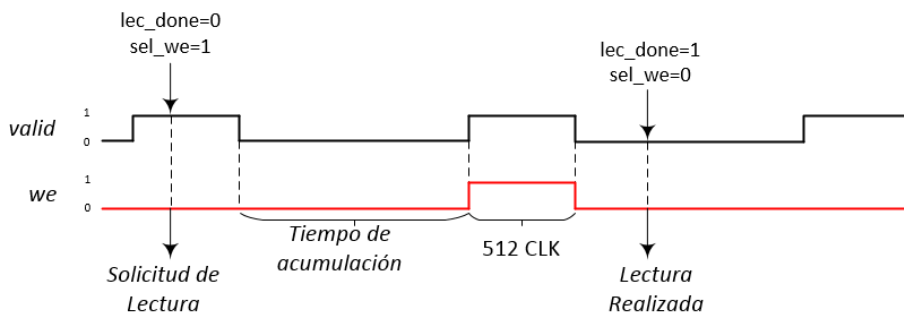 lec_done=0
sel_we=1
lec_done=1
sel_we=0
1
valid
0
1
we
0
Tiempo de
acumulación
512 CLK
Solicitud de
Lectura
Lectura
Realizada